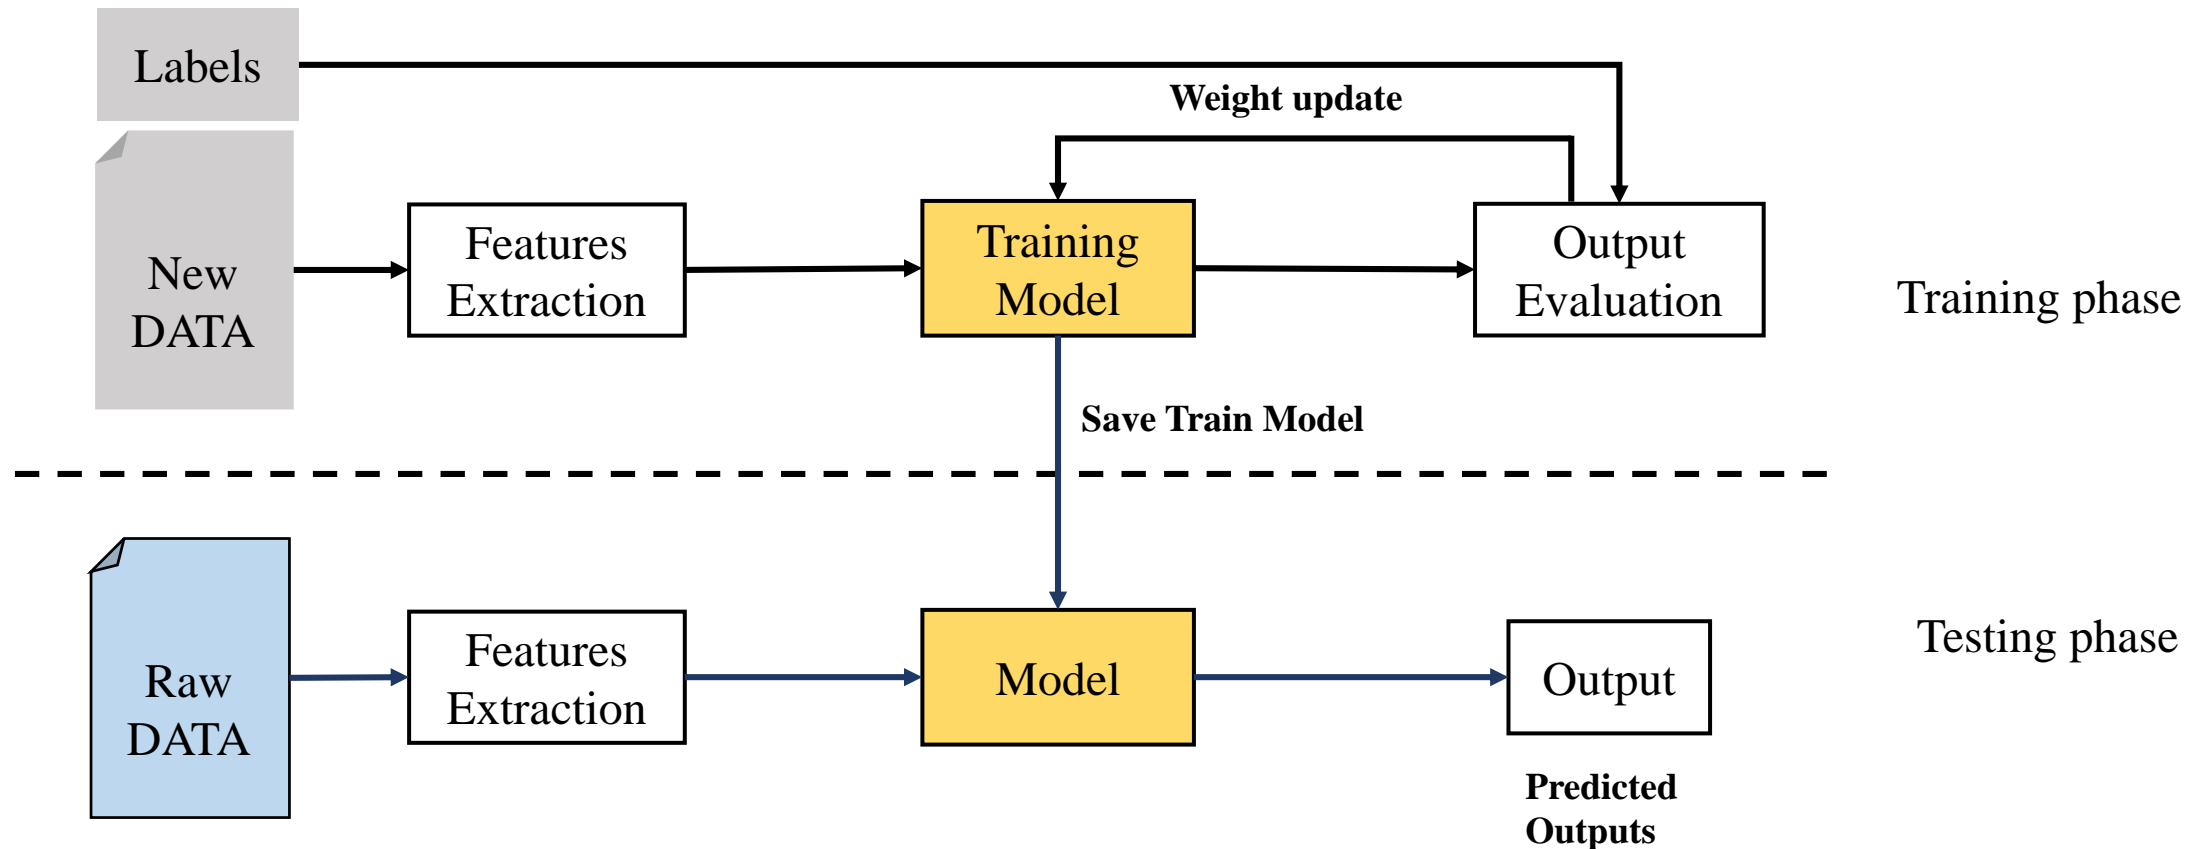 Labels
Weight update
New
DATA
Features
Extraction
Training
Model
Output
Evaluation
Training phase
Save Train Model
Raw
DATA
Features
Extraction
Model
Output
Testing phase
Predicted
Outputs